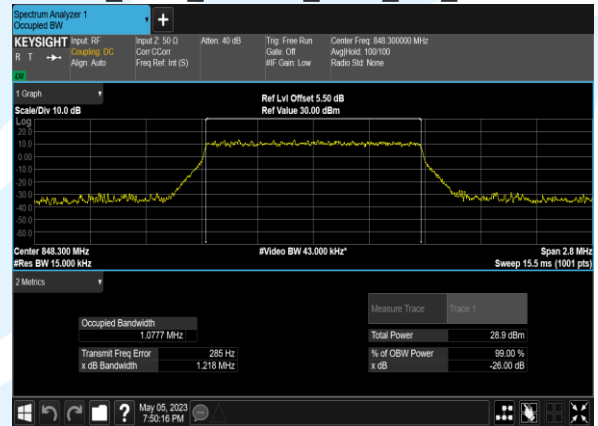 Spectrum Analyzer 1
Occupied BW
+
KEYSIGHT Input: RF Input Z: 50 Ω Atten: 40 dB Trig: Free Run Center Freq: 848.300000 MHz
R T Coupling: DC Corr CCorr Gate: Off Avg|Hold: 100/100
Align: Auto Freq Ref: Int (S) #IF Gain: Low Radio Std: None
1 Graph
Ref Lvl Offset 5.50 dB
Scale/Div 10.0 dB Ref Value 30.00 dBm
Log
20.0
10.0
0.00
-10.0
-20.0
-30.0
-40.0
-50.0
-60.0
Center 848.300 MHz #Video BW 43.000 kHz* Span 2.8 MHz
#Res BW 15.000 kHz Sweep 15.5 ms (1001 pts)
2 Metrics
Measure Trace Trace 1
Occupied Bandwidth
1.0777 MHz
Total Power 28.9 dBm
Transmit Freq Error 285 Hz % of OBW Power 99.00 %
x dB Bandwidth 1.218 MHz x dB -26.00 dB
? May 05, 2023
7:50:16 PM